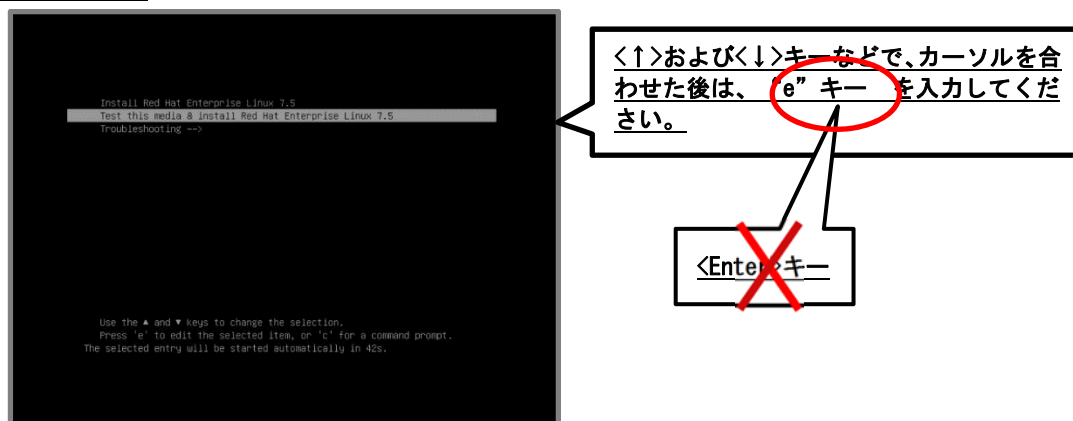 Install Red Hat Enterprise Linux 7.5
Test this media & install Red Hat Enterprise Linux 7.5
Troubleshooting -->
Use the ▲ and ▼ keys to change the selection.
Press 'e' to edit the selected item, or 'c' for a command prompt.
The selected entry will be started automatically in 42s.
<↑>および<↓>キーなどで、カーソルを合
わせた後は、“e”キー を入力してくだ
さい。
<Enter>キー